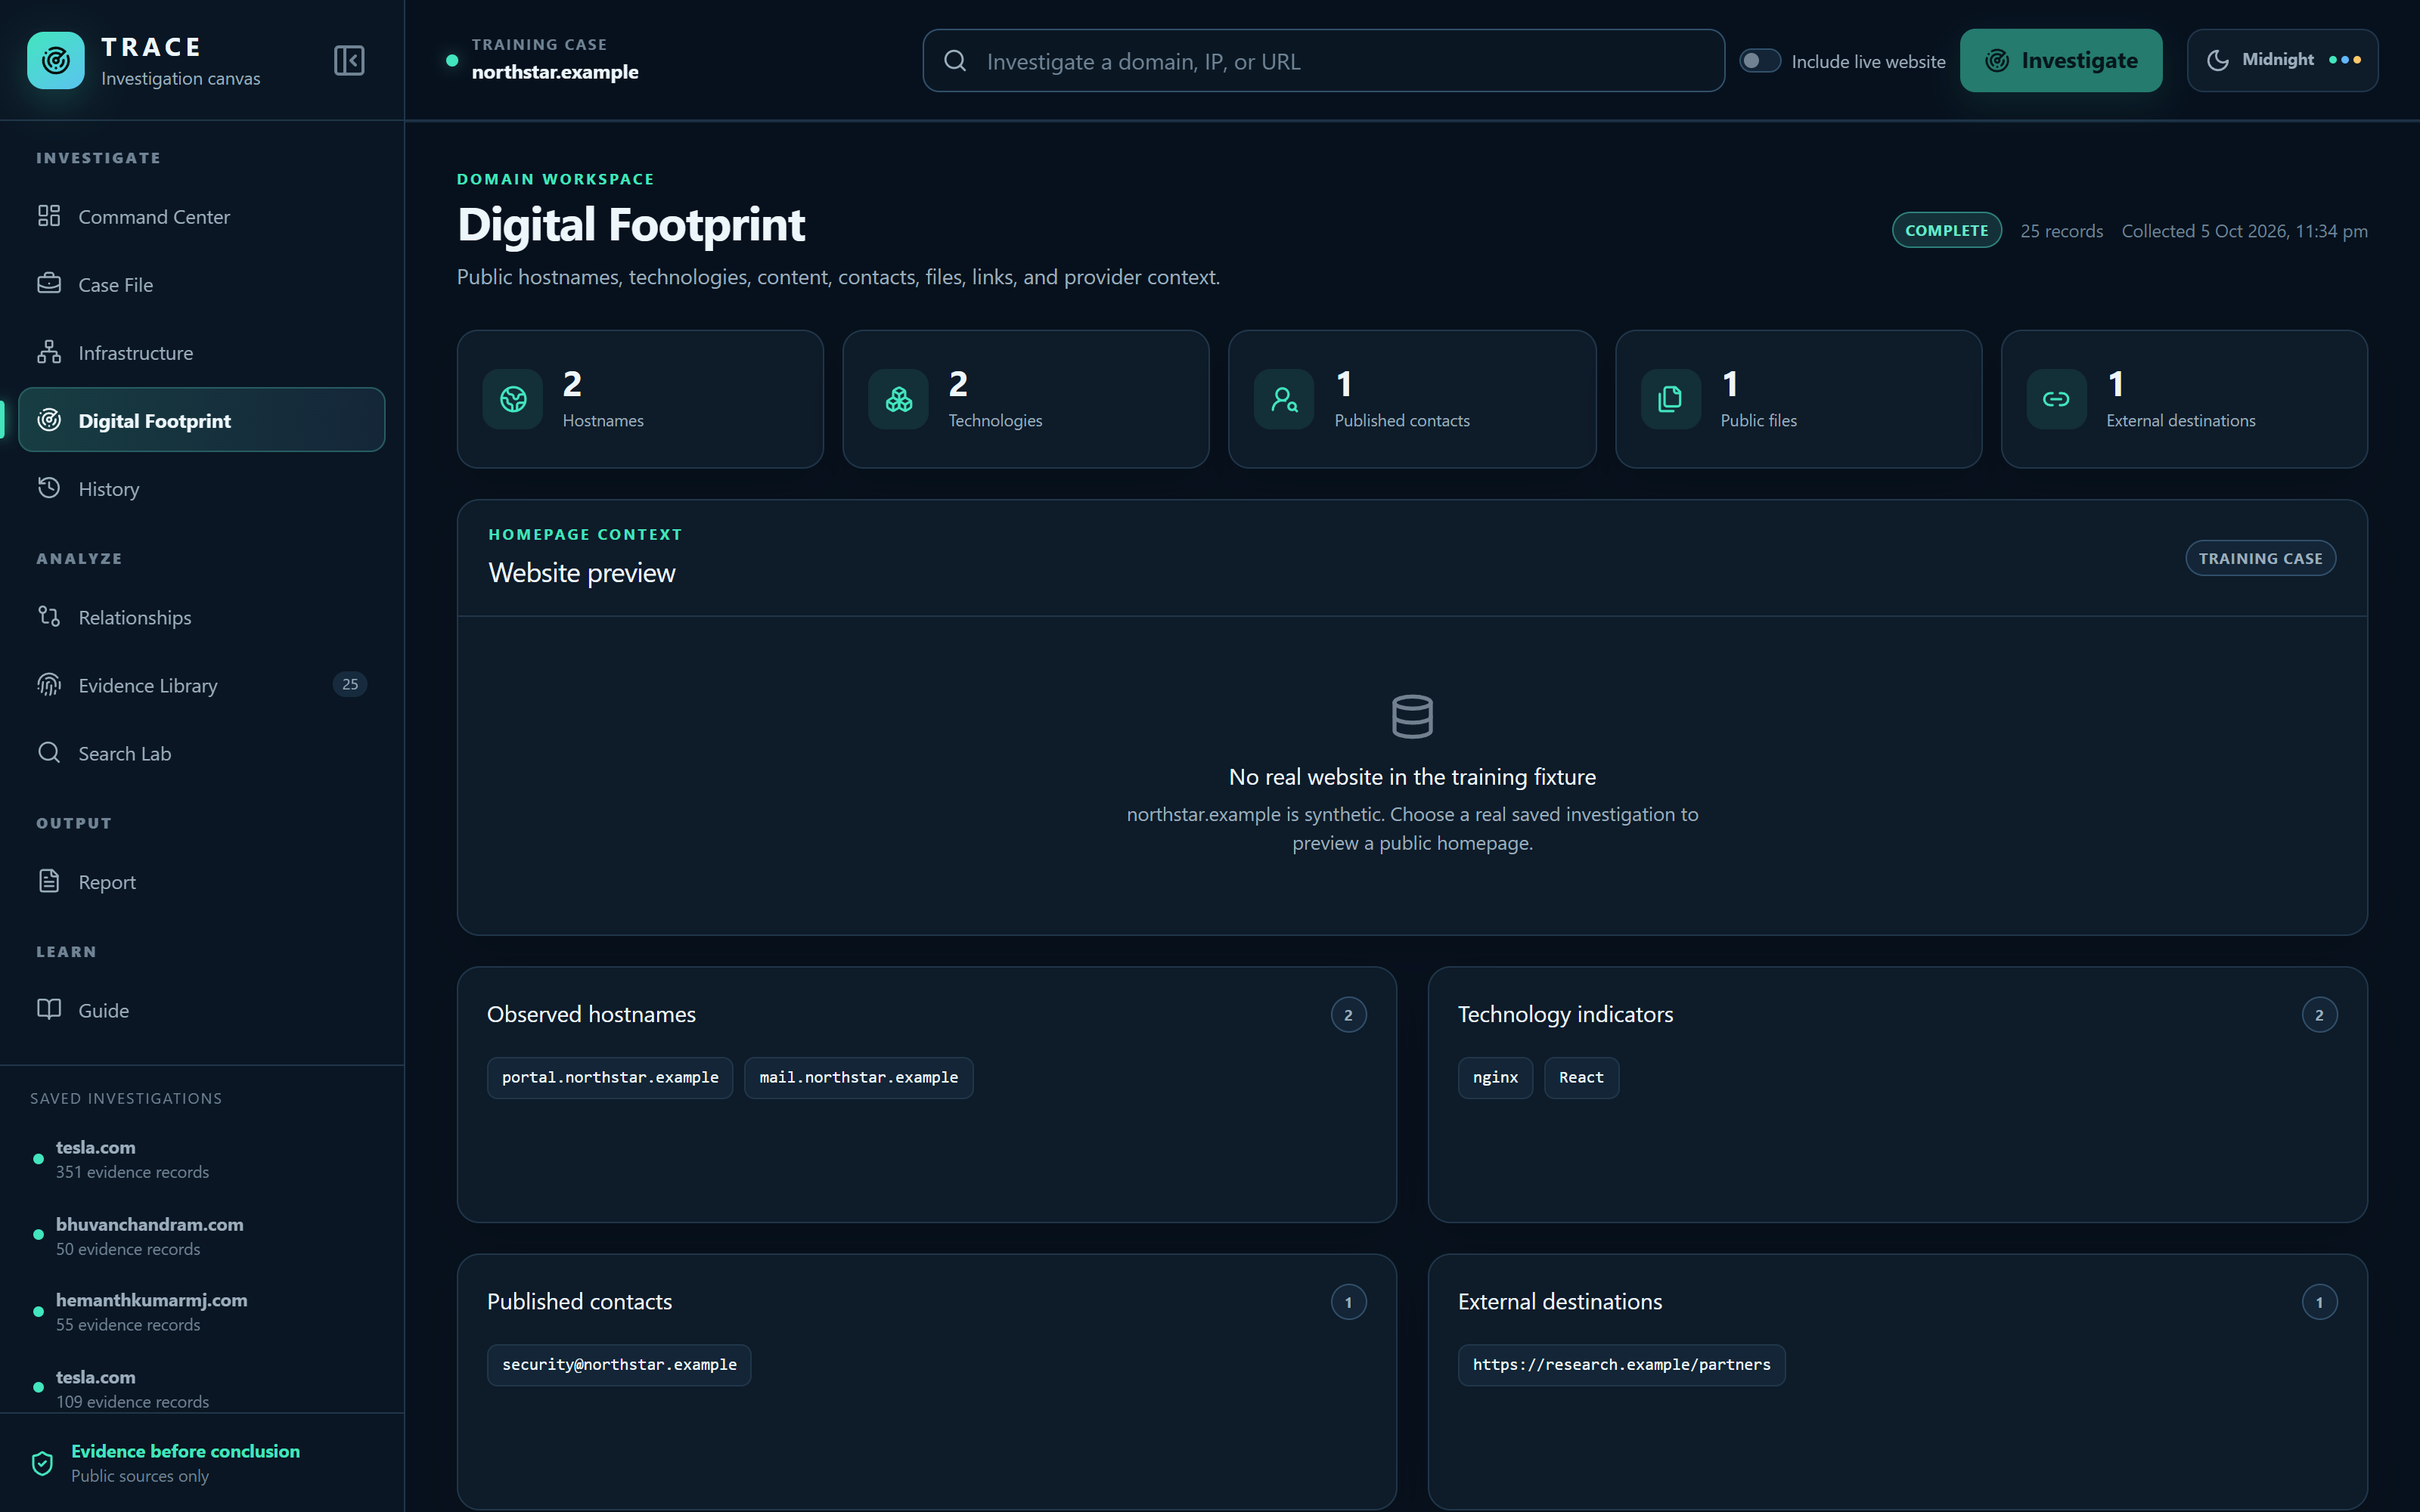 TRACE
Investigation canvas
INVESTIGATE
Command Center
Case File
Infrastructure
Digital Footprint
History
ANALYZE
Relationships
Evidence Library
25
Search Lab
OUTPUT
Report
LEARN
Guide
SAVED INVESTIGATIONS
tesla.com
351 evidence records
bhuvanchandram.com
50 evidence records
hemanthkumarmj.com
55 evidence records
tesla.com
109 evidence records
Evidence before conclusion
Public sources only
TRAINING CASE
northstar.example
Investigate a domain, IP, or URL
Include live website
Investigate
Midnight
DOMAIN WORKSPACE
Digital Footprint
Public hostnames, technologies, content, contacts, files, links, and provider context.
COMPLETE
25 records
Collected 5 Oct 2026, 11:34 pm
2
Hostnames
2
Technologies
1
Published contacts
1
Public files
1
External destinations
HOMEPAGE CONTEXT
Website preview
TRAINING CASE
No real website in the training fixture
northstar.example is synthetic. Choose a real saved investigation to
preview a public homepage.
Observed hostnames
2
portal.northstar.example
mail.northstar.example
Technology indicators
2
nginx
React
Published contacts
1
security@northstar.example
External destinations
1
https://research.example/partners